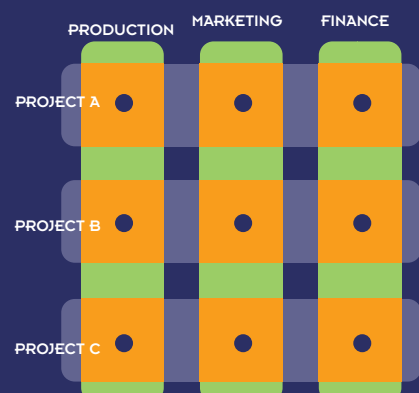 PRODUCTION MARKETING FINANCE
PROJECT A
PROJECT B
PROJECT C